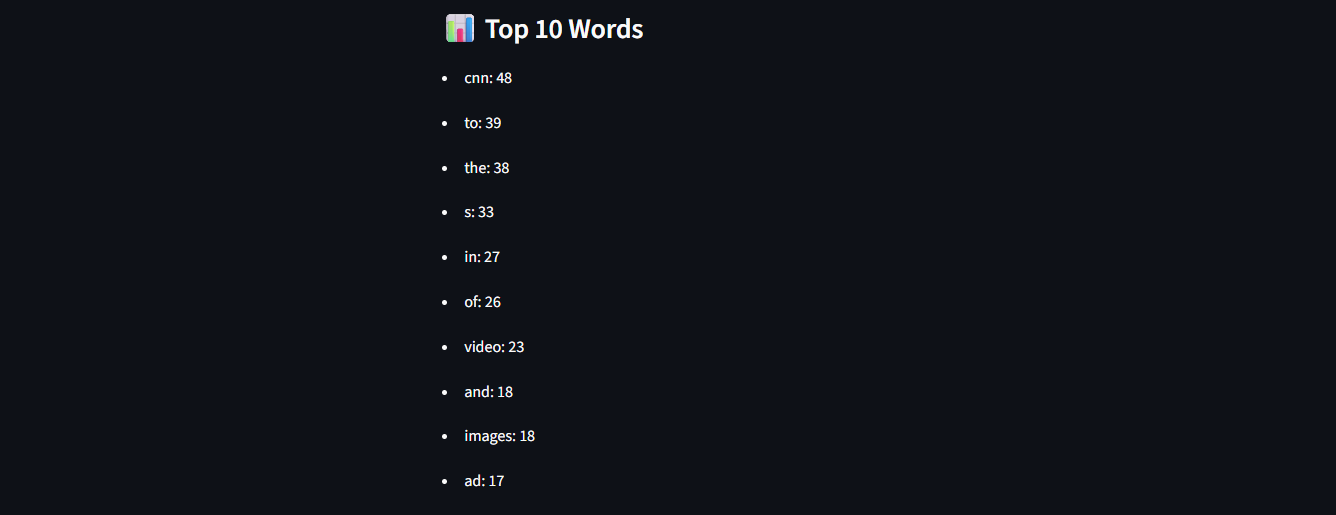 Top 10 Words
cnn: 48
to: 39
the: 38
s: 33
in: 27
of: 26
video: 23
and: 18
images: 18
ad: 17